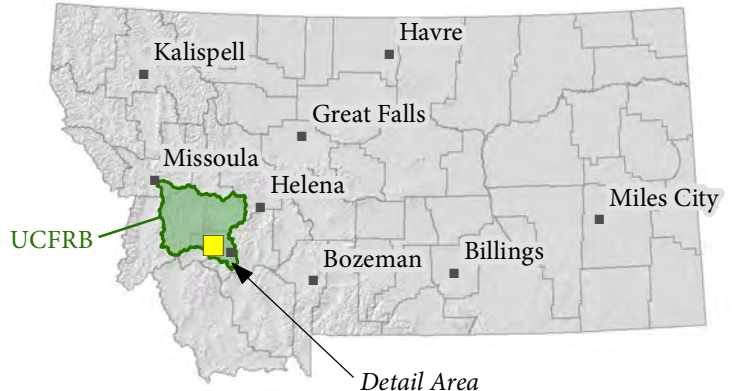 Havre
Kalispell
Great Falls
Missoula
Helena
Miles City
UCFRB
Bozeman
Billings
Detail Area